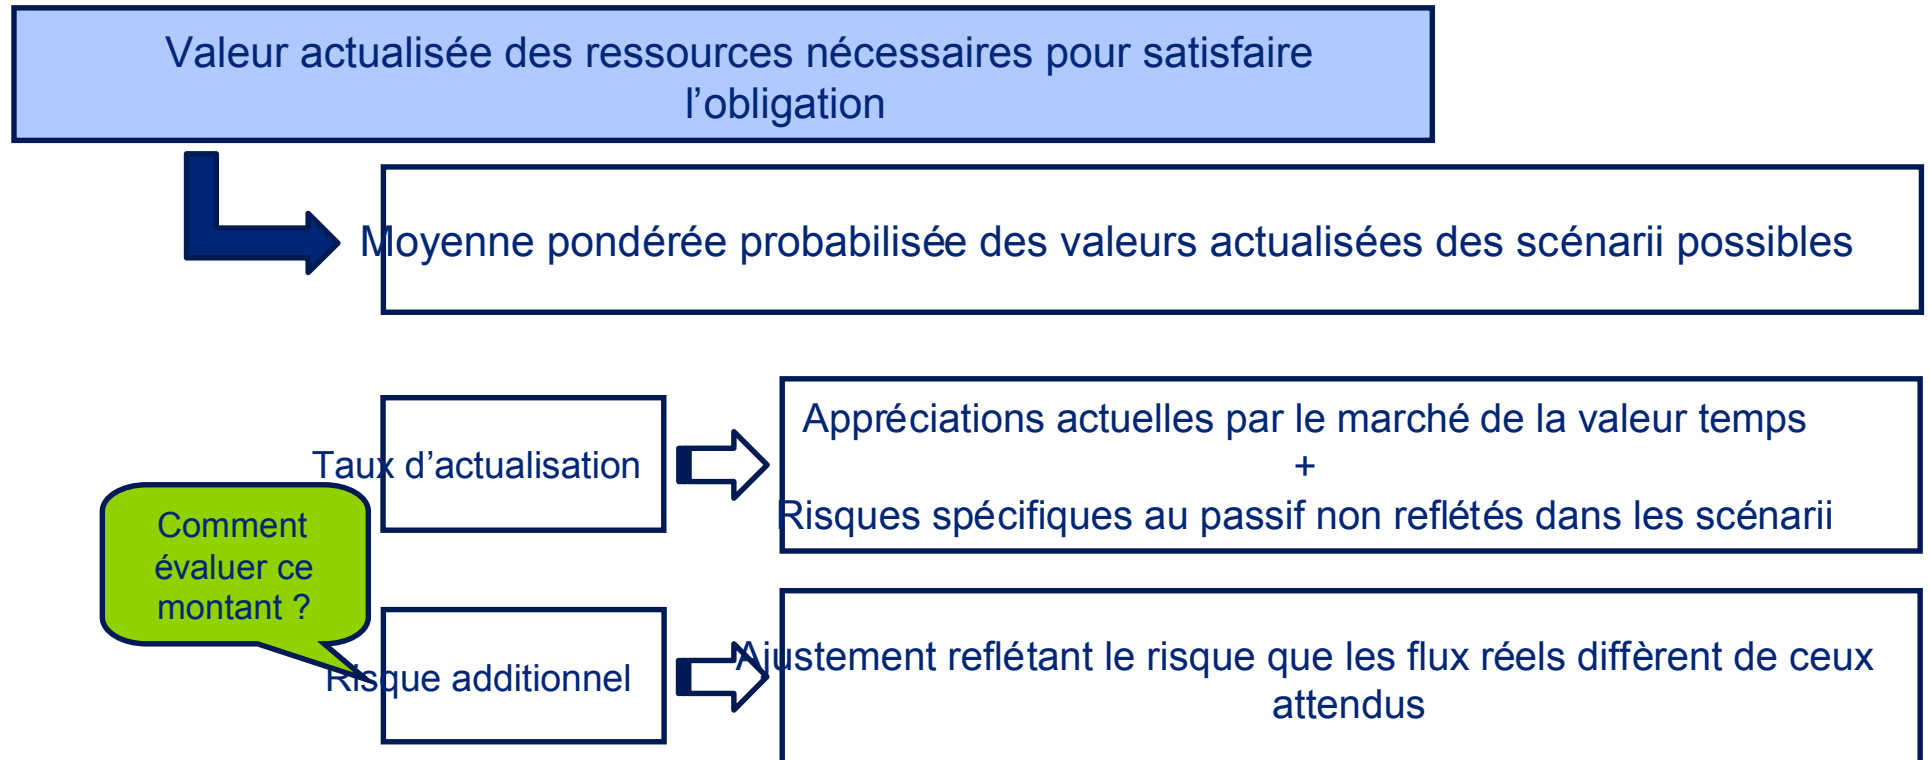 Valeur actualisée des ressources nécessaires pour satisfaire
l’obligation
Moyenne pondérée probabilisée des valeurs actualisées des scénarii possibles
Taux d’actualisation
Appréciations actuelles par le marché de la valeur temps
+
Risques spécifiques au passif non reflétés dans les scénarii
Comment
évaluer ce
montant ?
Risque additionnel
Ajustement reflétant le risque que les flux réels diffèrent de ceux
attendus